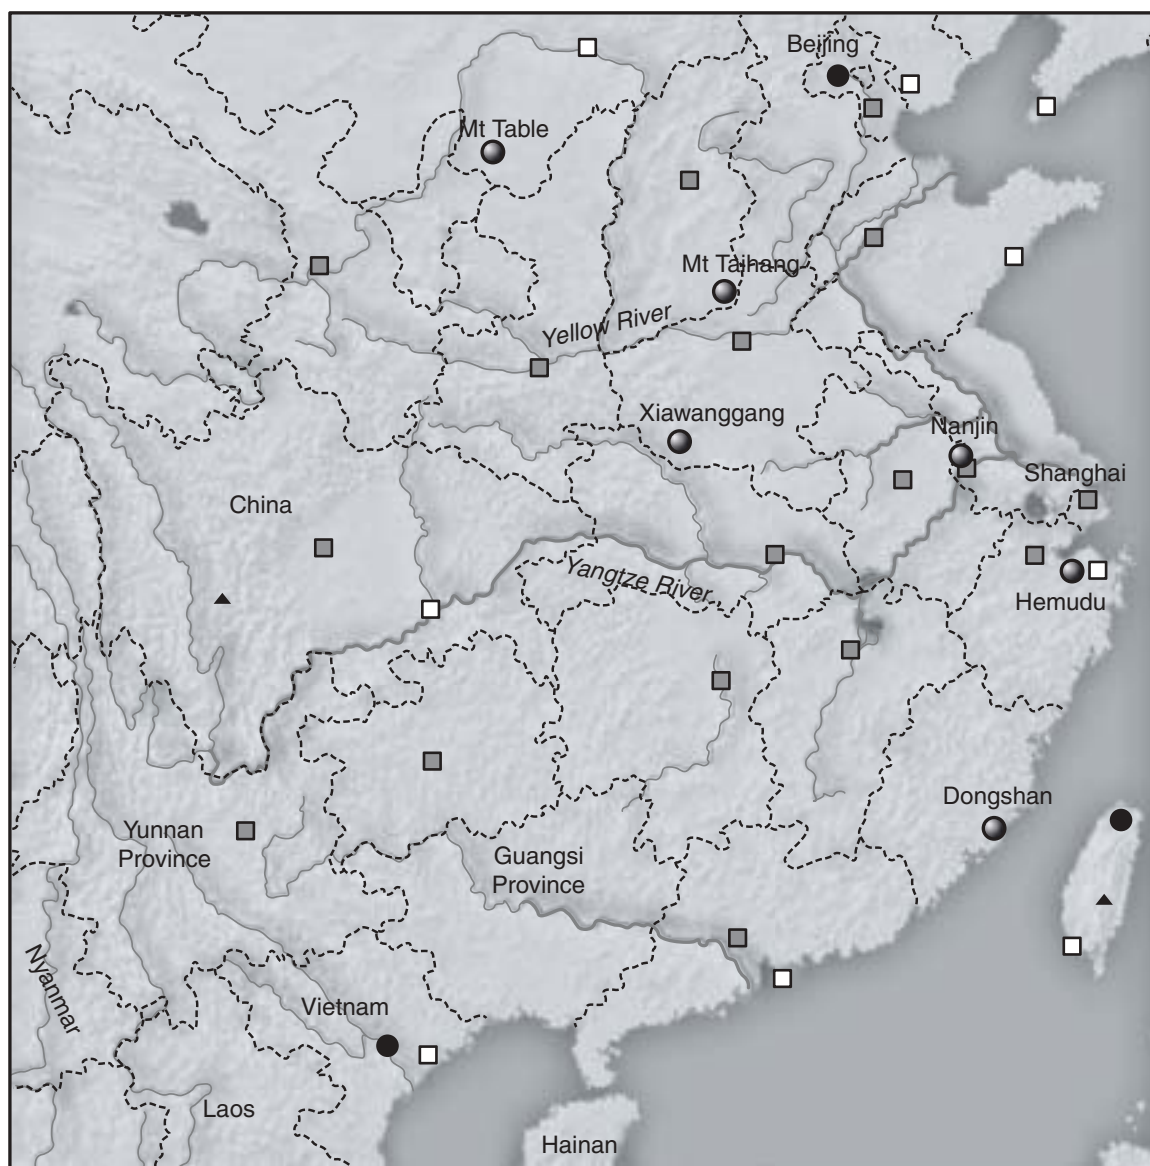 Beijing
Mt Table
Mt Taihang
Yellow River
Xiawanggang
Nanjin
Shanghai
China
Yangtze River
Hemudu
Dongshan
Yunnan
Province
Guangsi
Province
Nyanmar
Vietnam
Laos
Hainan